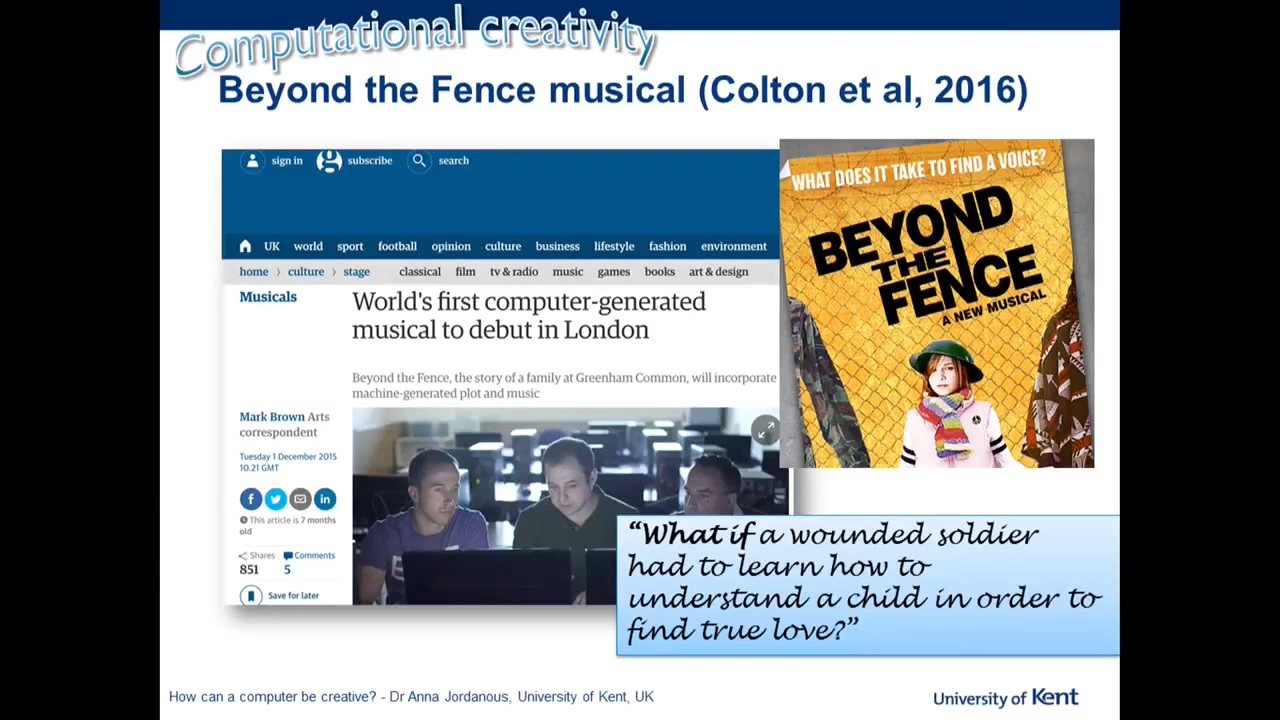 Computational creativity
Beyond the Fence musical (Colton et al, 2016)
sign in
subscribe
search
UK world sport football opinion culture business lifestyle fashion environment
home › culture › stage classical film tv & radio music games books art & design
Musicals
World's first computer-generated
musical to debut in London
Beyond the Fence, the story of a family at Greenham Common, will incorporate
machine-generated plot and music
Mark Brown Arts
correspondent
Tuesday 1 December 2015
10.21 GMT
This article is 7 months
old
Shares
851
Comments
5
Save for later
WHAT DOES IT TAKE TO FIND A VOICE?
BEYOND
THE
FENCE
A NEW MUSICAL
“What if a wounded soldier
had to learn how to
understand a child in order to
find true love?”
How can a computer be creative? - Dr Anna Jordanous, University of Kent, UK
University of Kent